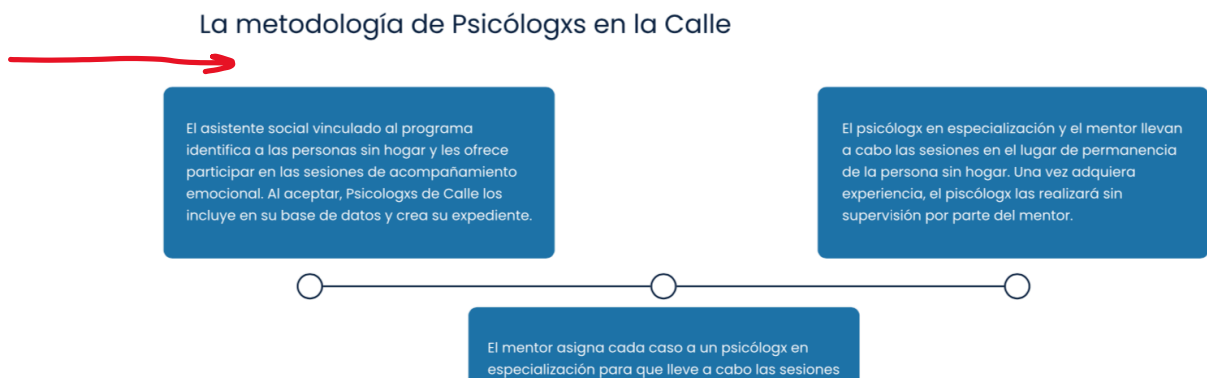 La metodología de Psicólogxs en la Calle
El asistente social vinculado al programa
identifica a las personas sin hogar y les ofrece
participar en las sesiones de acompañamiento
emocional. Al aceptar, Psicologxs de Calle los
incluye en su base de datos y crea su expediente.
El psicólogx en especialización y el mentor llevan
a cabo las sesiones en el lugar de permanencia
de la persona sin hogar. Una vez adquiera
experiencia, el piscólogx las realizará sin
supervisión por parte del mentor.
El mentor asigna cada caso a un psicólogx en
especialización para que lleve a cabo las sesiones